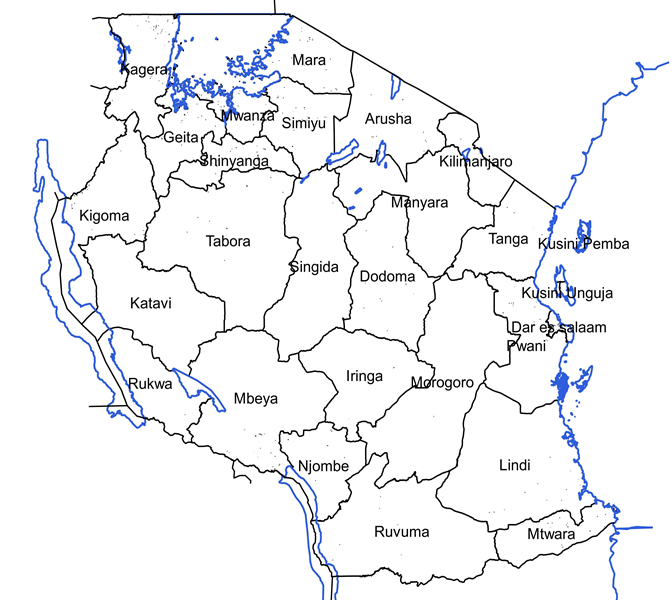 Mara
Kagera
Mwanza
Arusha
Simiyu
Geita
Shinyanga
Kilimanjaro
Manyara
Kigoma
Tabora
Tanga
Kusini Pemba
Singida
Dodoma
Kusini Unguja
Katavi
Dar es salaam
Pwani
Iringa
Rukwa
Morogoro
Mbeya
Njombe
Lindi
Ruvuma
Mtwara